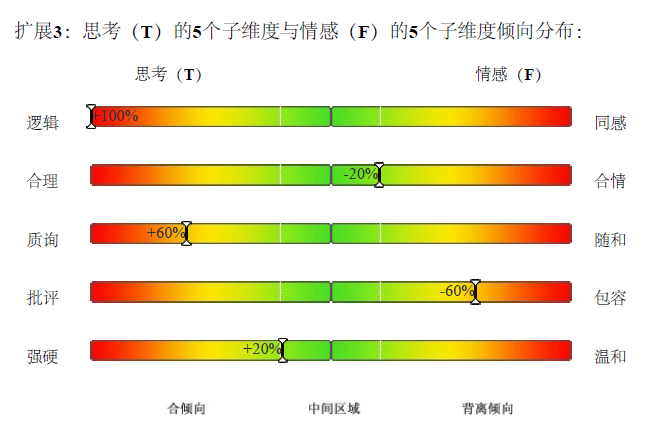 扩展3：思考（T）的5个子维度与情感（F）的5个子维度倾向分布：
思考（T） 情感（F）
逻辑 +100% 同感
合理 -20% 合情
质询 +60% 随和
批评 -60% 包容
强硬 +20% 温和
合倾向 中间区域 背离倾向